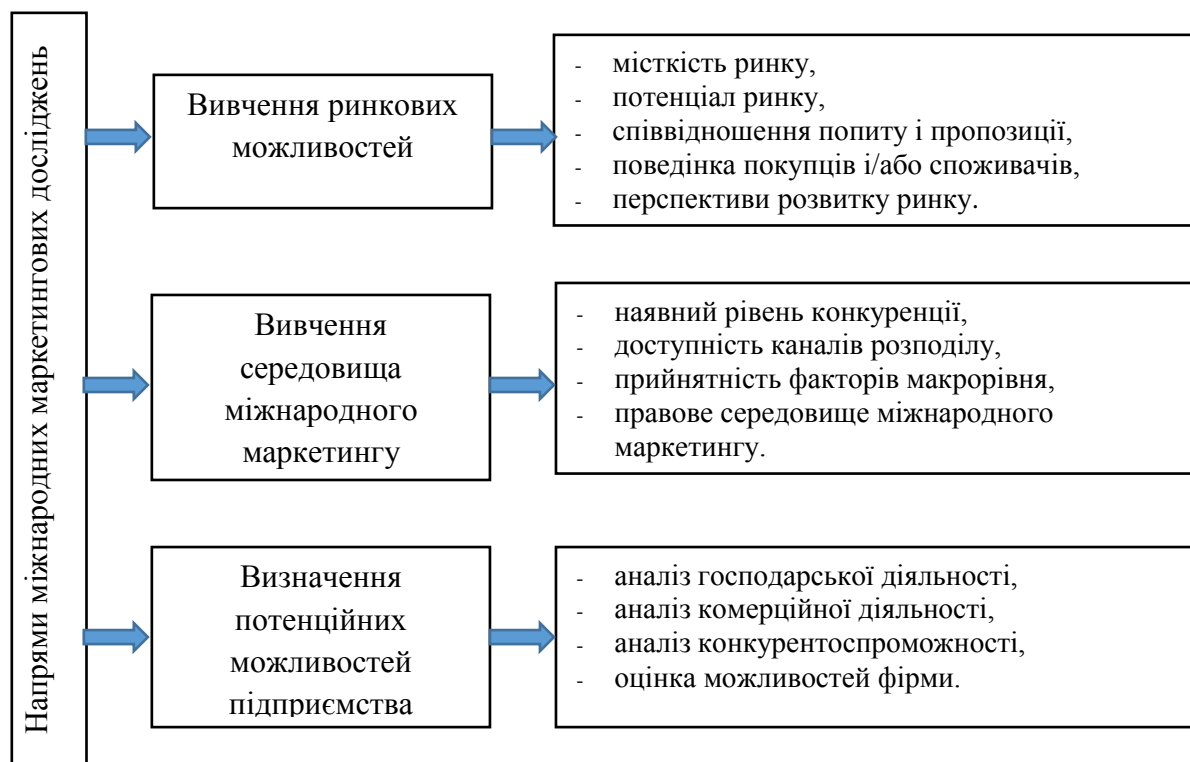 Напрями міжнародних маркетингових досліджень
Вивчення ринкових
можливостей
- місткість ринку,
- потенціал ринку,
- співвідношення попиту і пропозиції,
- поведінка покупців і/або споживачів,
- перспективи розвитку ринку.
Вивчення
середовища
міжнародного
маркетингу
- наявний рівень конкуренції,
- доступність каналів розподілу,
- прийнятність факторів макрорівня,
- правове середовище міжнародного
маркетингу.
Визначення
потенційних
можливостей
підприємства
- аналіз господарської діяльності,
- аналіз комерційної діяльності,
- аналіз конкурентоспроможності,
- оцінка можливостей фірми.